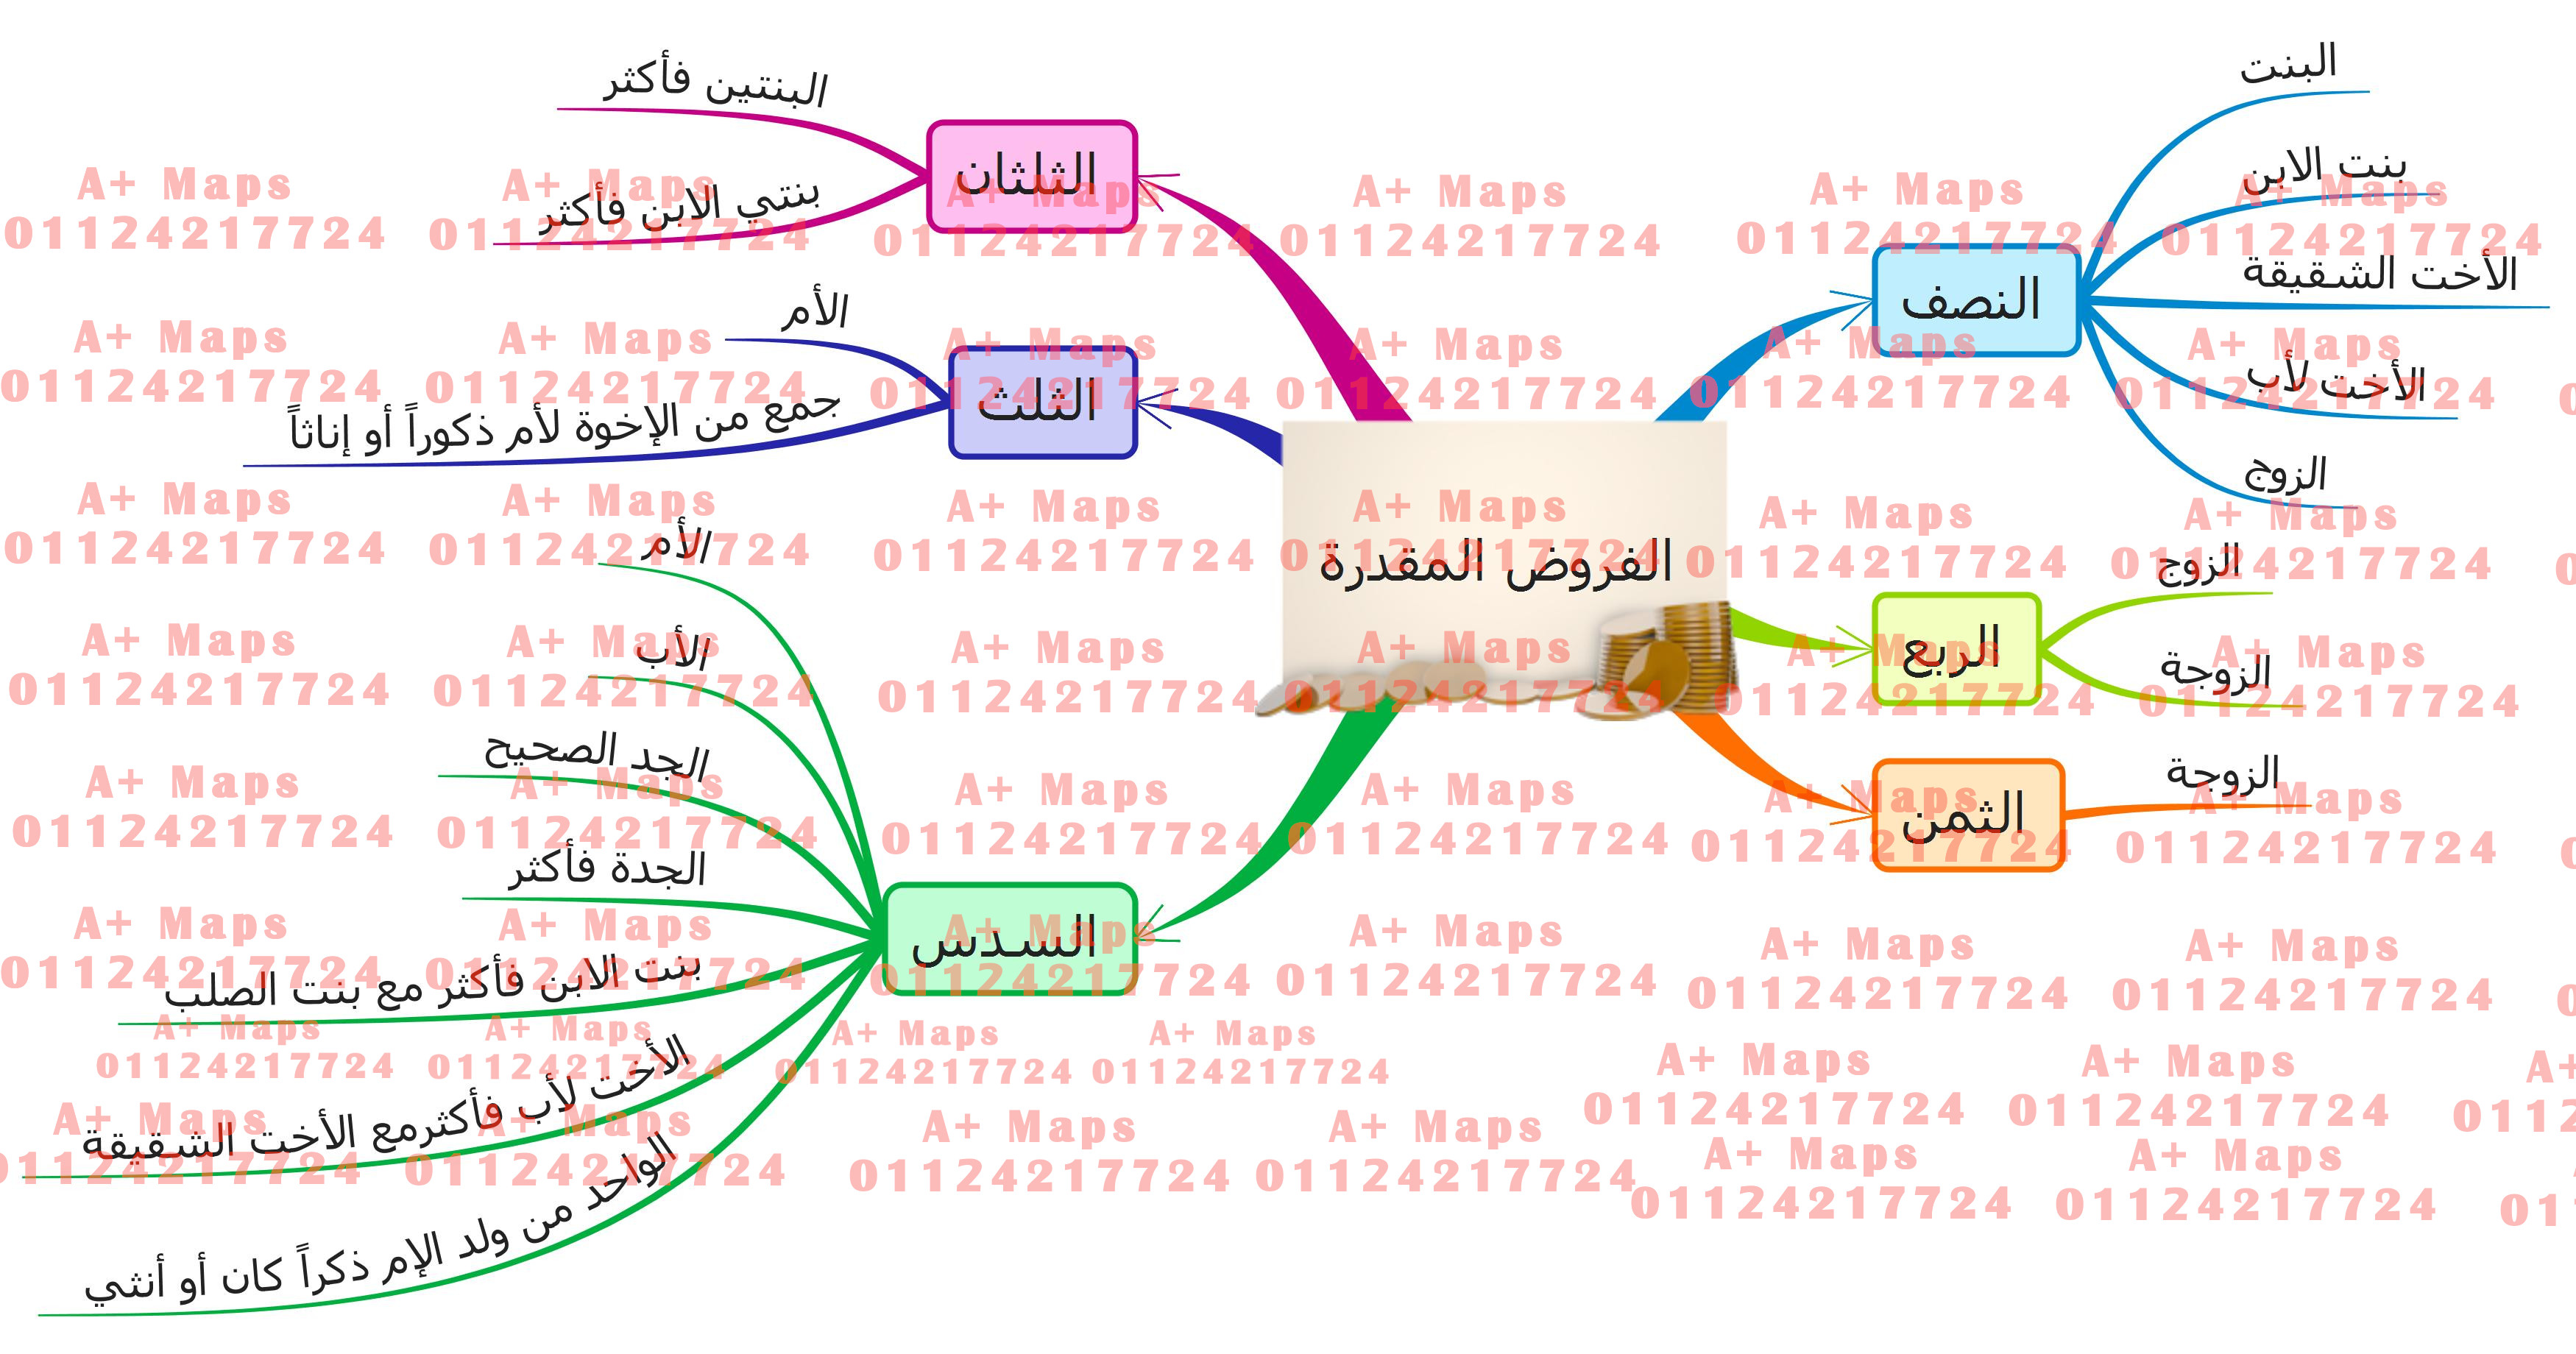 الفروض المقدرة
النصف
البنت
بنت الابن
الأخت الشقيقة
الأخت لأب
الزوج
الربع
الزوج
الزوجة
الثمن
الزوجة
الثلثان
البنتين فأكثر
بنتي الابن فأكثر
الثلث
الأم
جمع من الإخوة لأم ذكوراً أو إناثاً
السدس
الأم
الأب
الجد الصحيح
الجدة فأكثر
بنت الابن فأكثر مع بنت الصلب
الأخت لأب فأكثرمع الأخت الشقيقة
الواحد من ولد الإم ذكراً كان أو أنثي
A+ Maps
01124217724